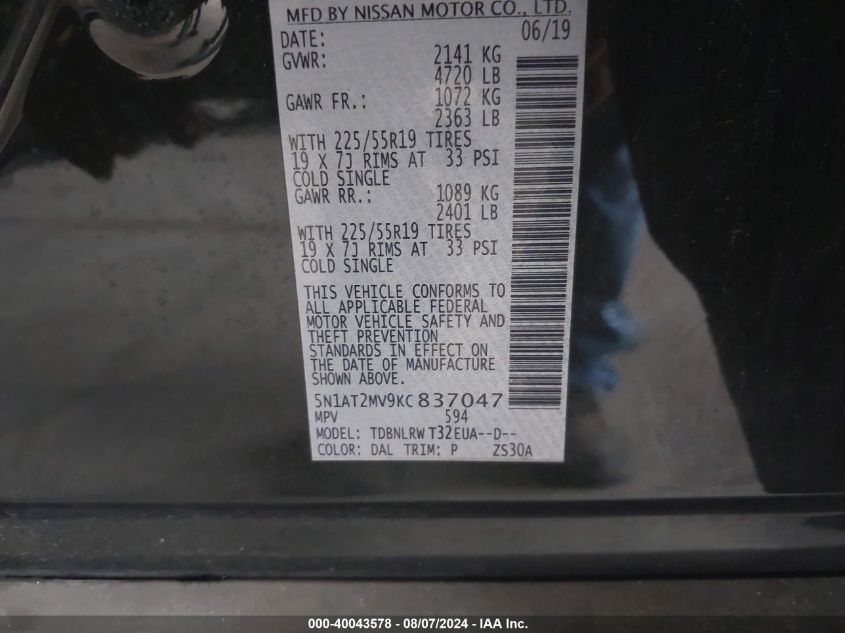 MFD BY NISSAN MOTOR CO., LTD.
DATE: 06/19
GVWR: 2141 KG
4720 LB
GAWR FR.: 1072 KG
2363 LB
WITH 225/55R19 TIRES
19 X 7J RIMS AT 33 PSI
COLD SINGLE
GAWR RR.: 1089 KG
2401 LB
WITH 225/55R19 TIRES
19 X 7J RIMS AT 33 PSI
COLD SINGLE
THIS VEHICLE CONFORMS TO
ALL APPLICABLE FEDERAL
MOTOR VEHICLE SAFETY AND
THEFT PREVENTION
STANDARDS IN EFFECT ON
THE DATE OF MANUFACTURE
SHOWN ABOVE.
5N1AT2MV9KC837047
MPV 594
MODEL: TDBNLRWT32EUA--D--
COLOR: DAL TRIM: P ZS30A
000-40043578 - 08/07/2024 - IAA Inc.